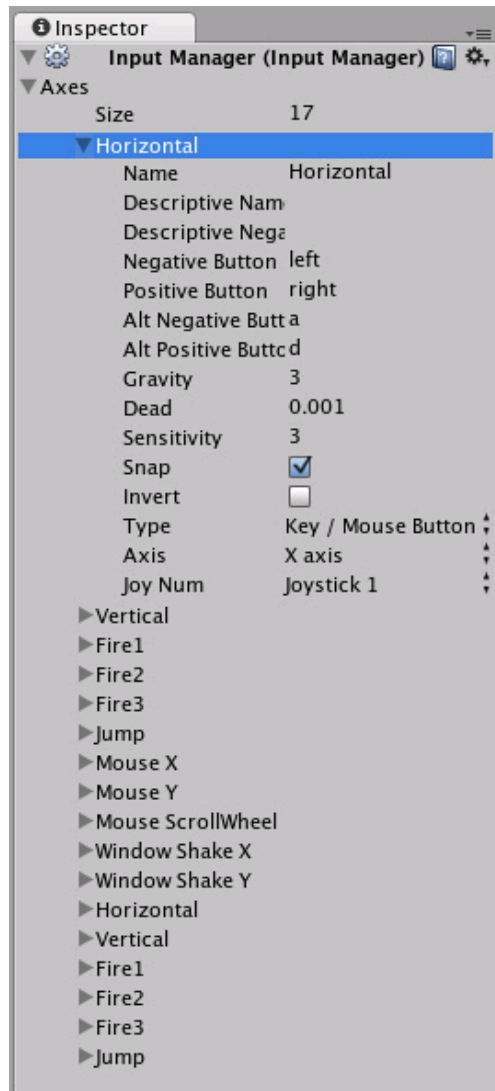 Inspector
Input Manager (Input Manager)
Axes
Size 17
Horizontal
Name Horizontal
Descriptive Nam
Descriptive Nega
Negative Button left
Positive Button right
Alt Negative Butt a
Alt Positive Buttc d
Gravity 3
Dead 0.001
Sensitivity 3
Snap
Invert
Type Key / Mouse Button
Axis X axis
Joy Num Joystick 1
Vertical
Fire1
Fire2
Fire3
Jump
Mouse X
Mouse Y
Mouse ScrollWheel
Window Shake X
Window Shake Y
Horizontal
Vertical
Fire1
Fire2
Fire3
Jump